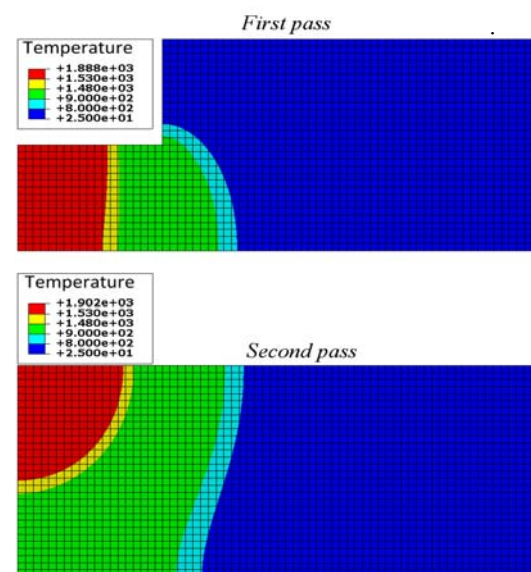 First pass
Temperature
+1.888e+03
+1.530e+03
+1.480e+03
+9.000e+02
+8.000e+02
+2.500e+01
Temperature
+1.902e+03
+1.530e+03
+1.480e+03
+9.000e+02
+8.000e+02
+2.500e+01
Second pass